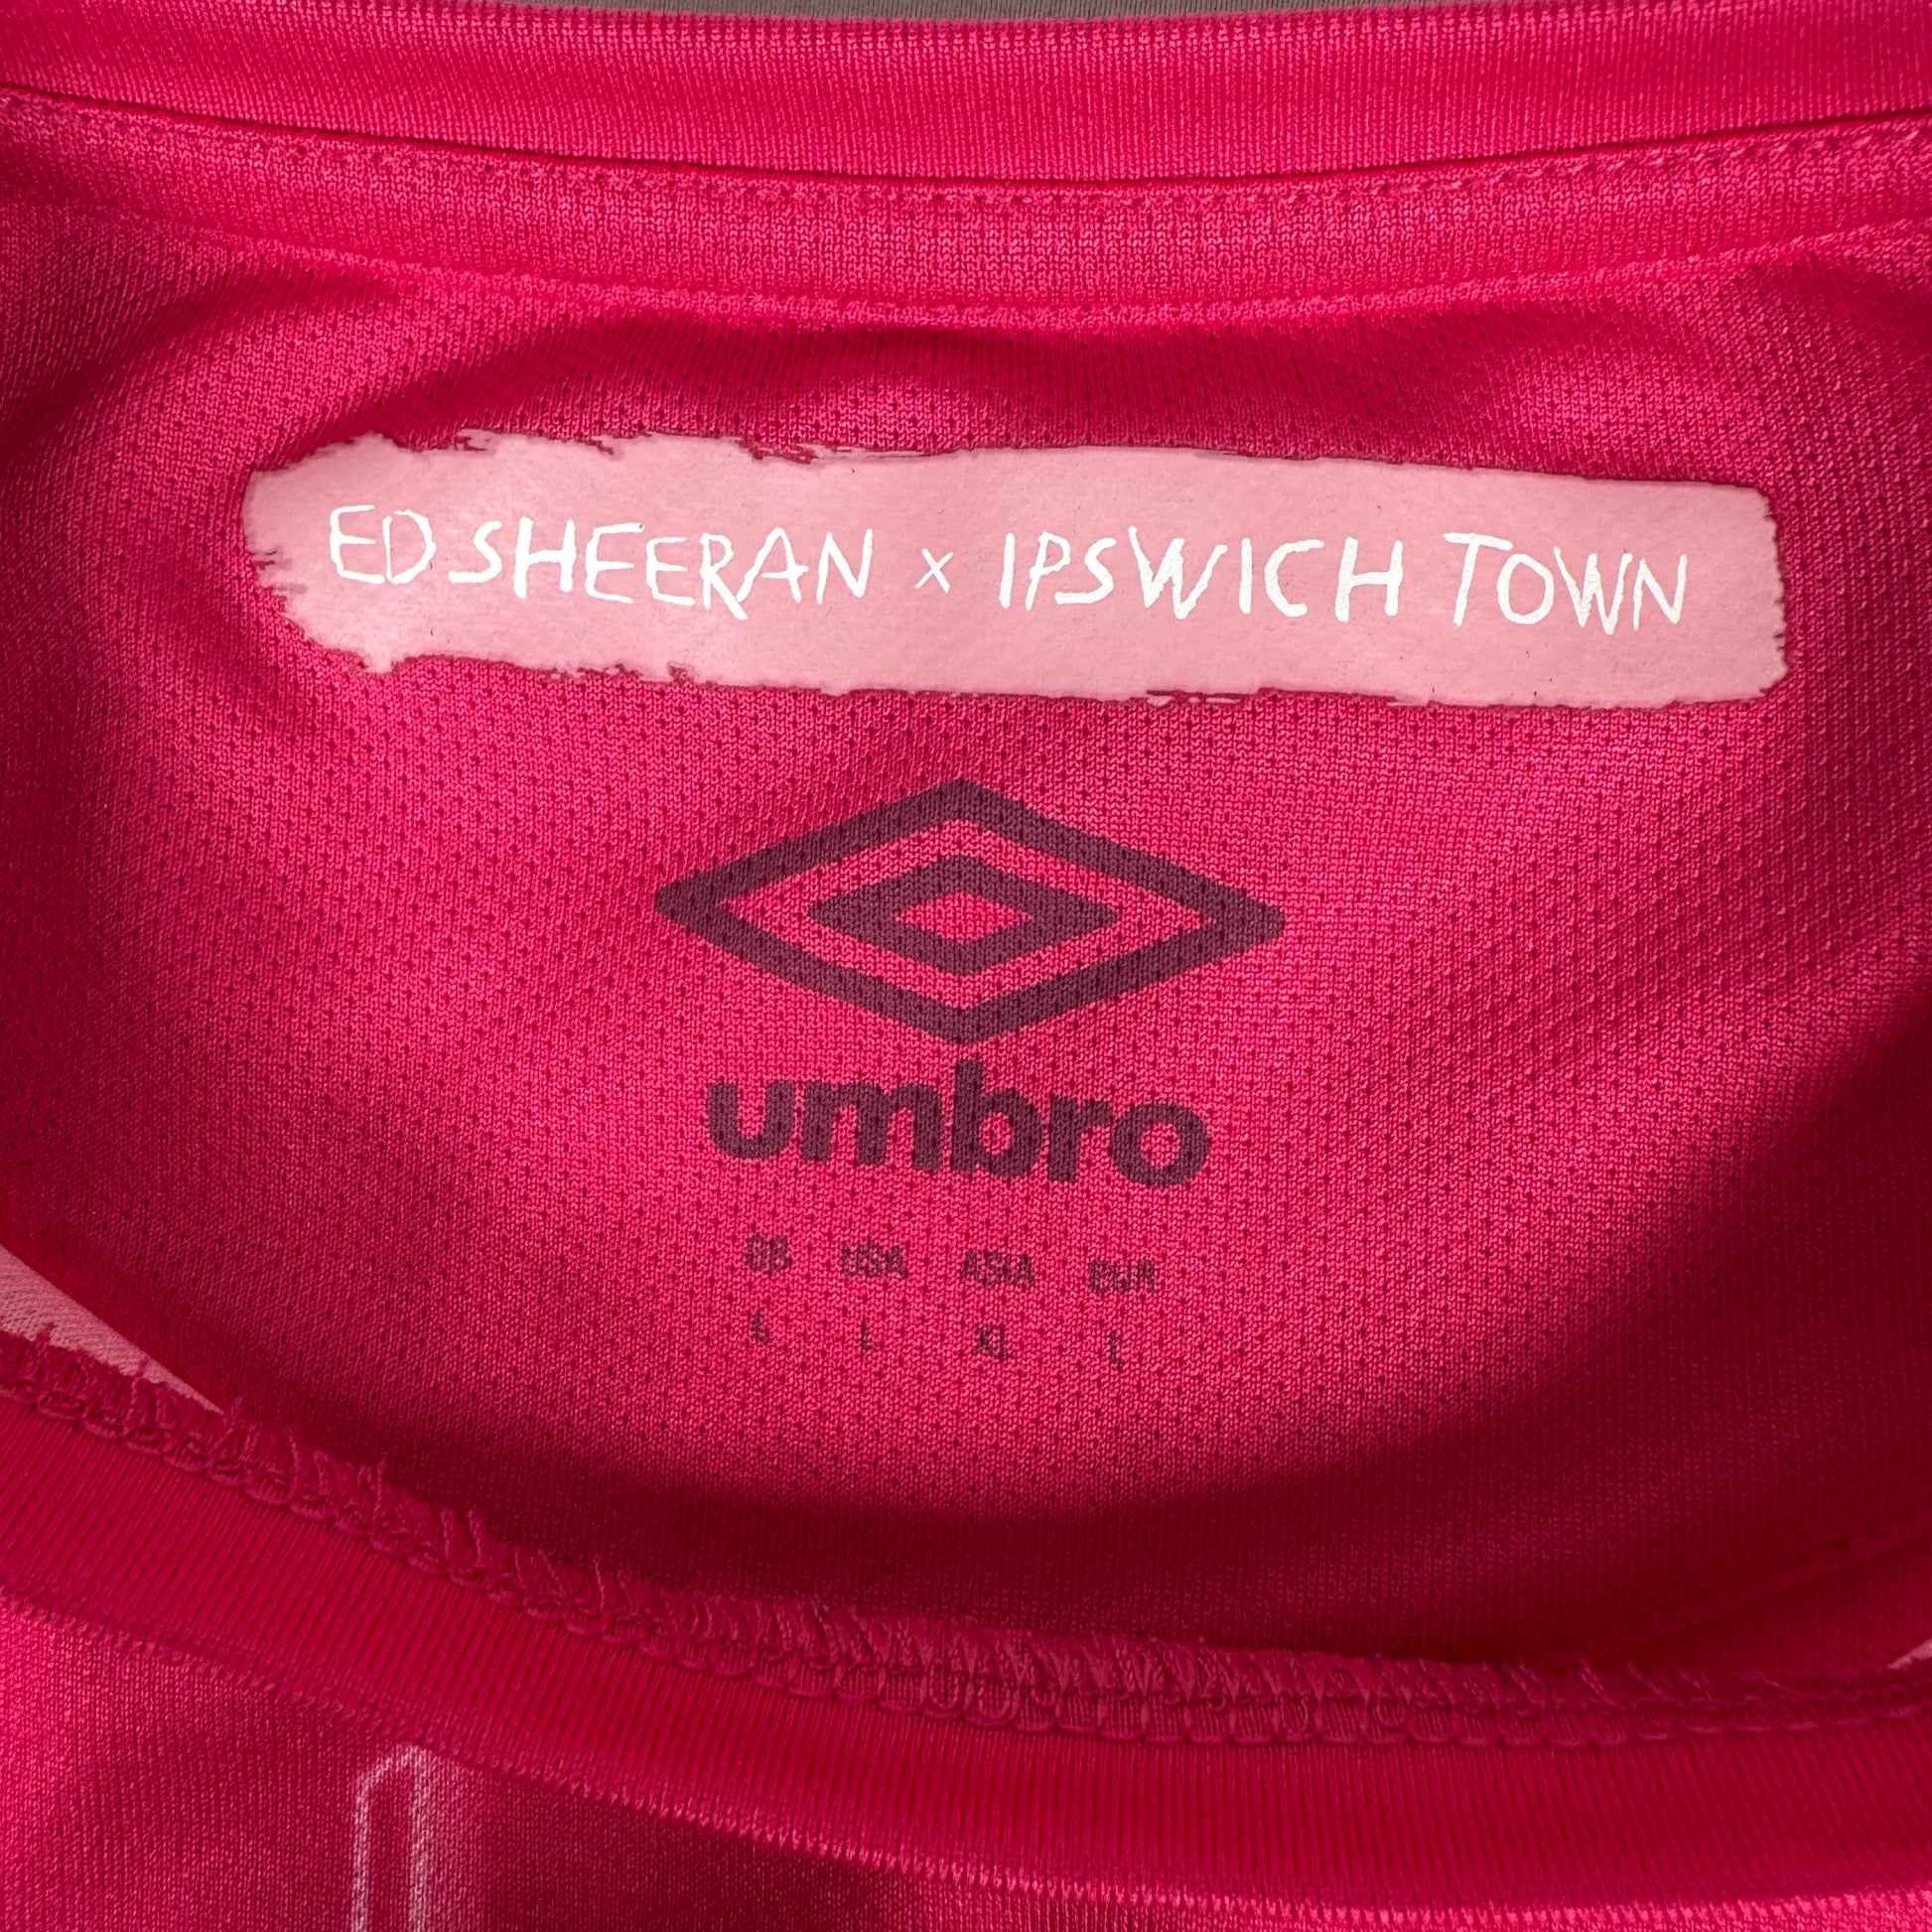 ED SHEERAN × IPSWICH TOWN
umbro
GB USA ASIA EUR
L L XL L